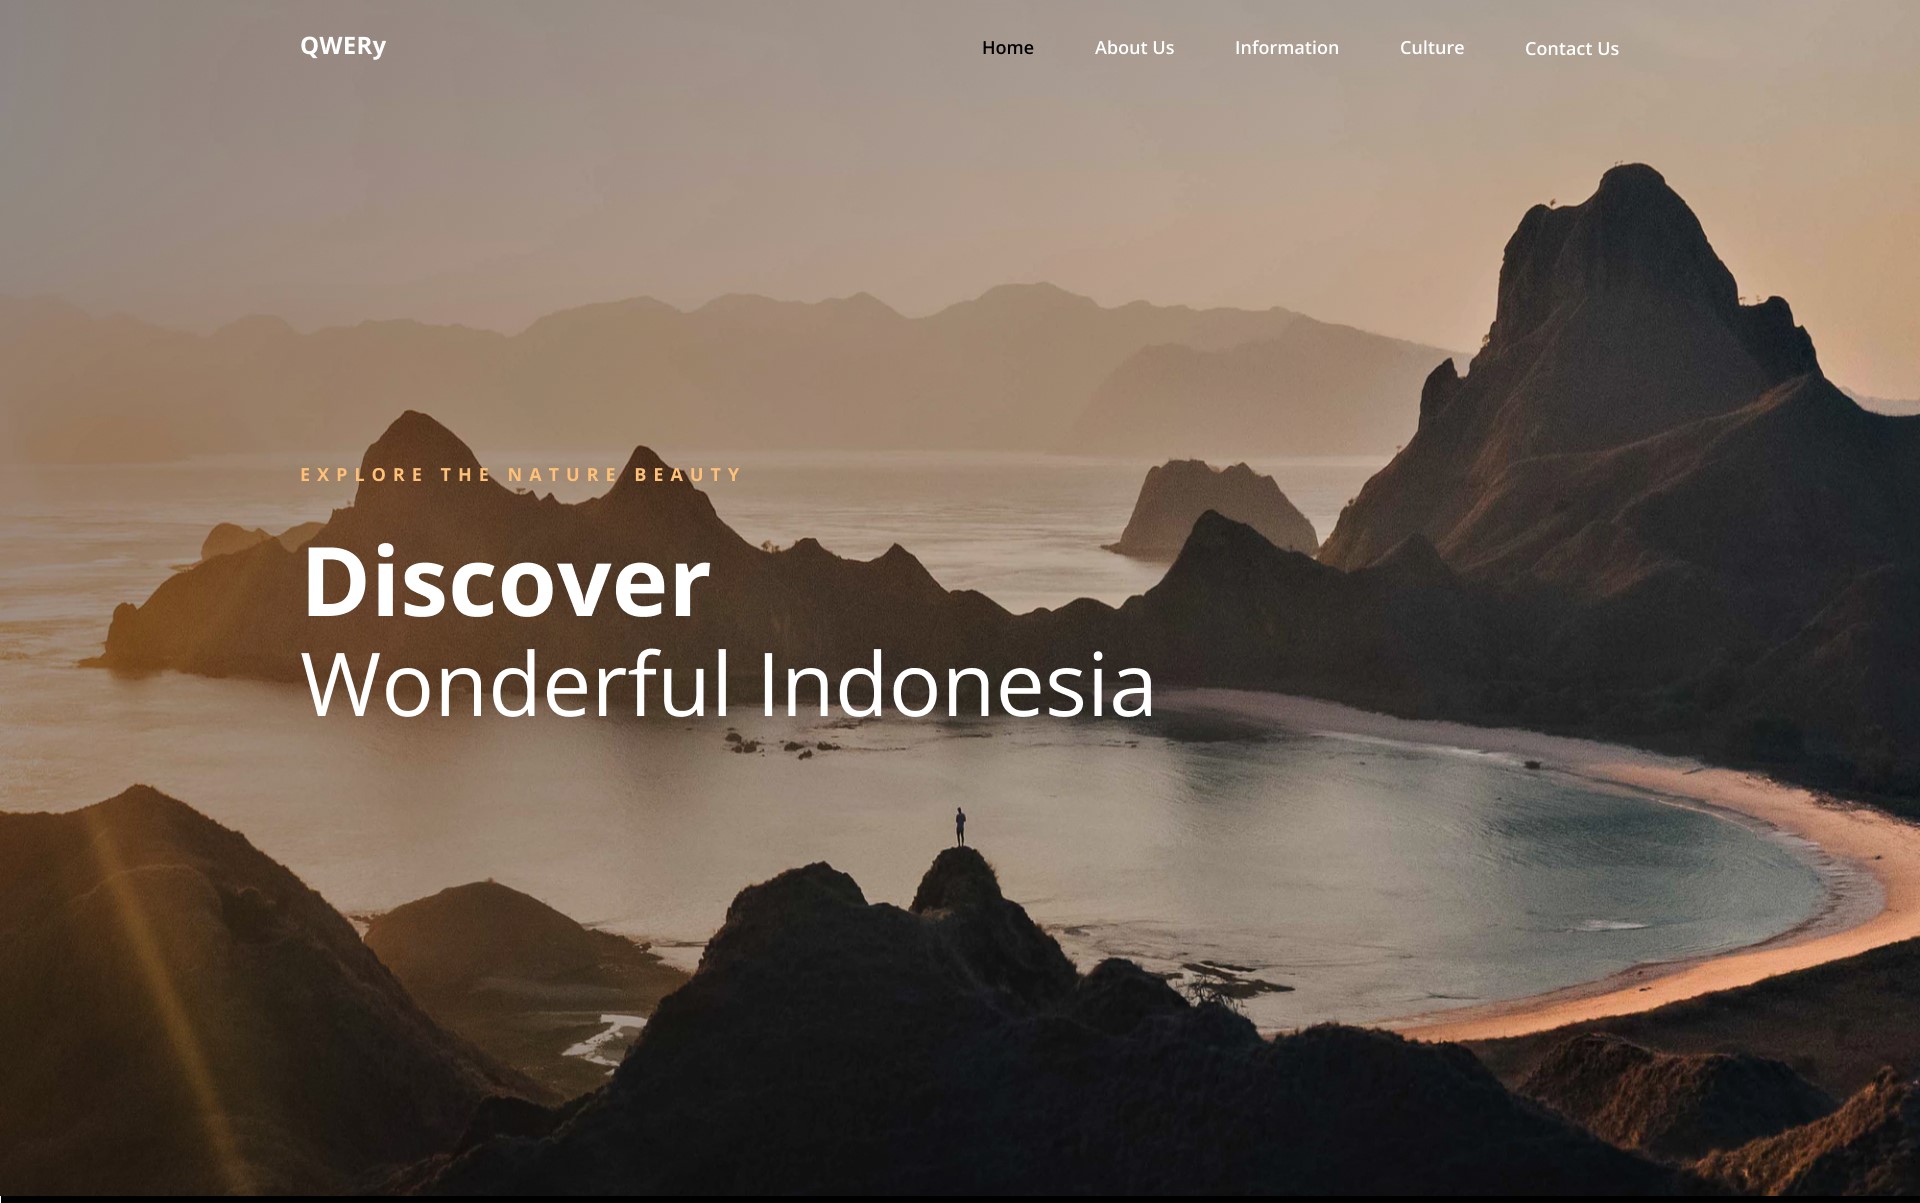 QWERy
Home About Us Information Culture Contact Us
EXPLORE THE NATURE BEAUTY
Discover
Wonderful Indonesia